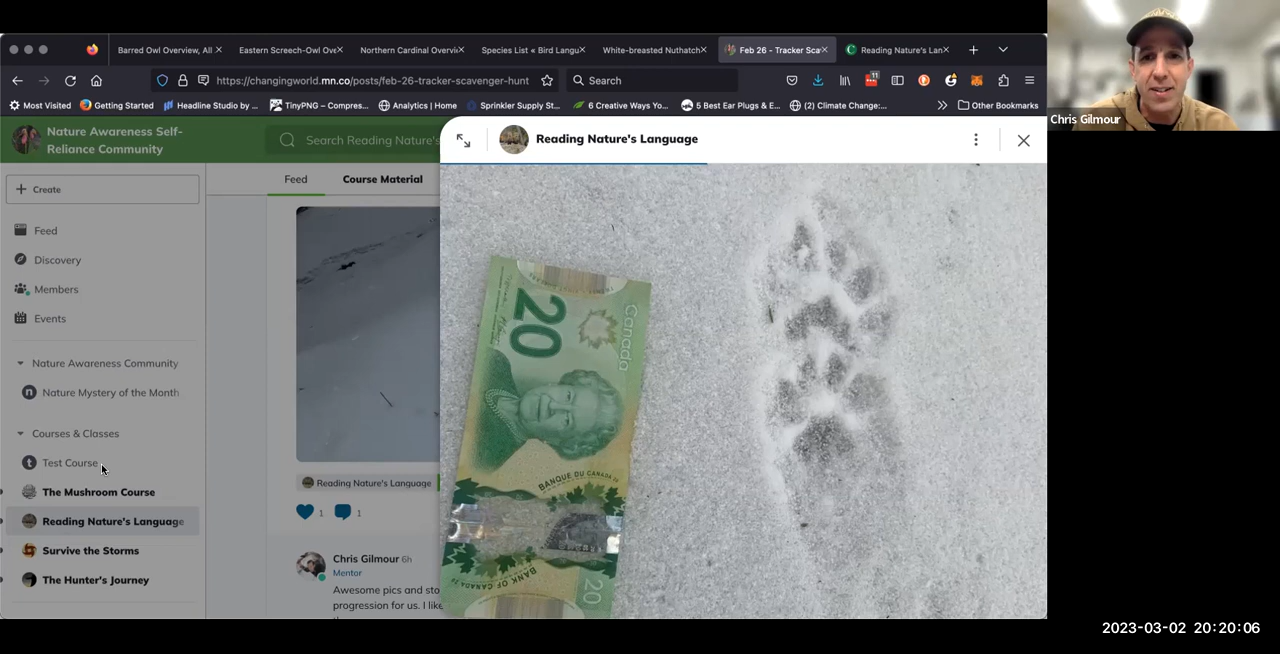 Barred Owl Overview, All
Eastern Screech-Owl Ove
Northern Cardinal Overvi
Species List « Bird Langu
White-breasted Nuthatch
Feb 26 - Tracker Sca
Reading Nature's Lan
https://changingworld.mn.co/posts/feb-26-tracker-scavenger-hunt
Search
11
Most Visited
Getting Started
Headline Studio by ...
TinyPNG – Compres...
Analytics | Home
Sprinkler Supply St...
6 Creative Ways Yo...
5 Best Ear Plugs & E...
(2) Climate Change:...
Other Bookmarks
Chris Gilmour
Nature Awareness Self-
Reliance Community
Search Reading Nature's
Reading Nature's Language
Create
Feed
Course Material
Feed
Discovery
Members
Events
Nature Awareness Community
n
Nature Mystery of the Month
Courses & Classes
t
Test Course
The Mushroom Course
Reading Nature's Language
Survive the Storms
The Hunter's Journey
Reading Nature's Language
1
1
Chris Gilmour 6h
Mentor
Awesome pics and sto
progression for us. I like
20
Canada
BANQUE DU CANADA
BANK OF CANADA
20
2023-03-02 20:20:06